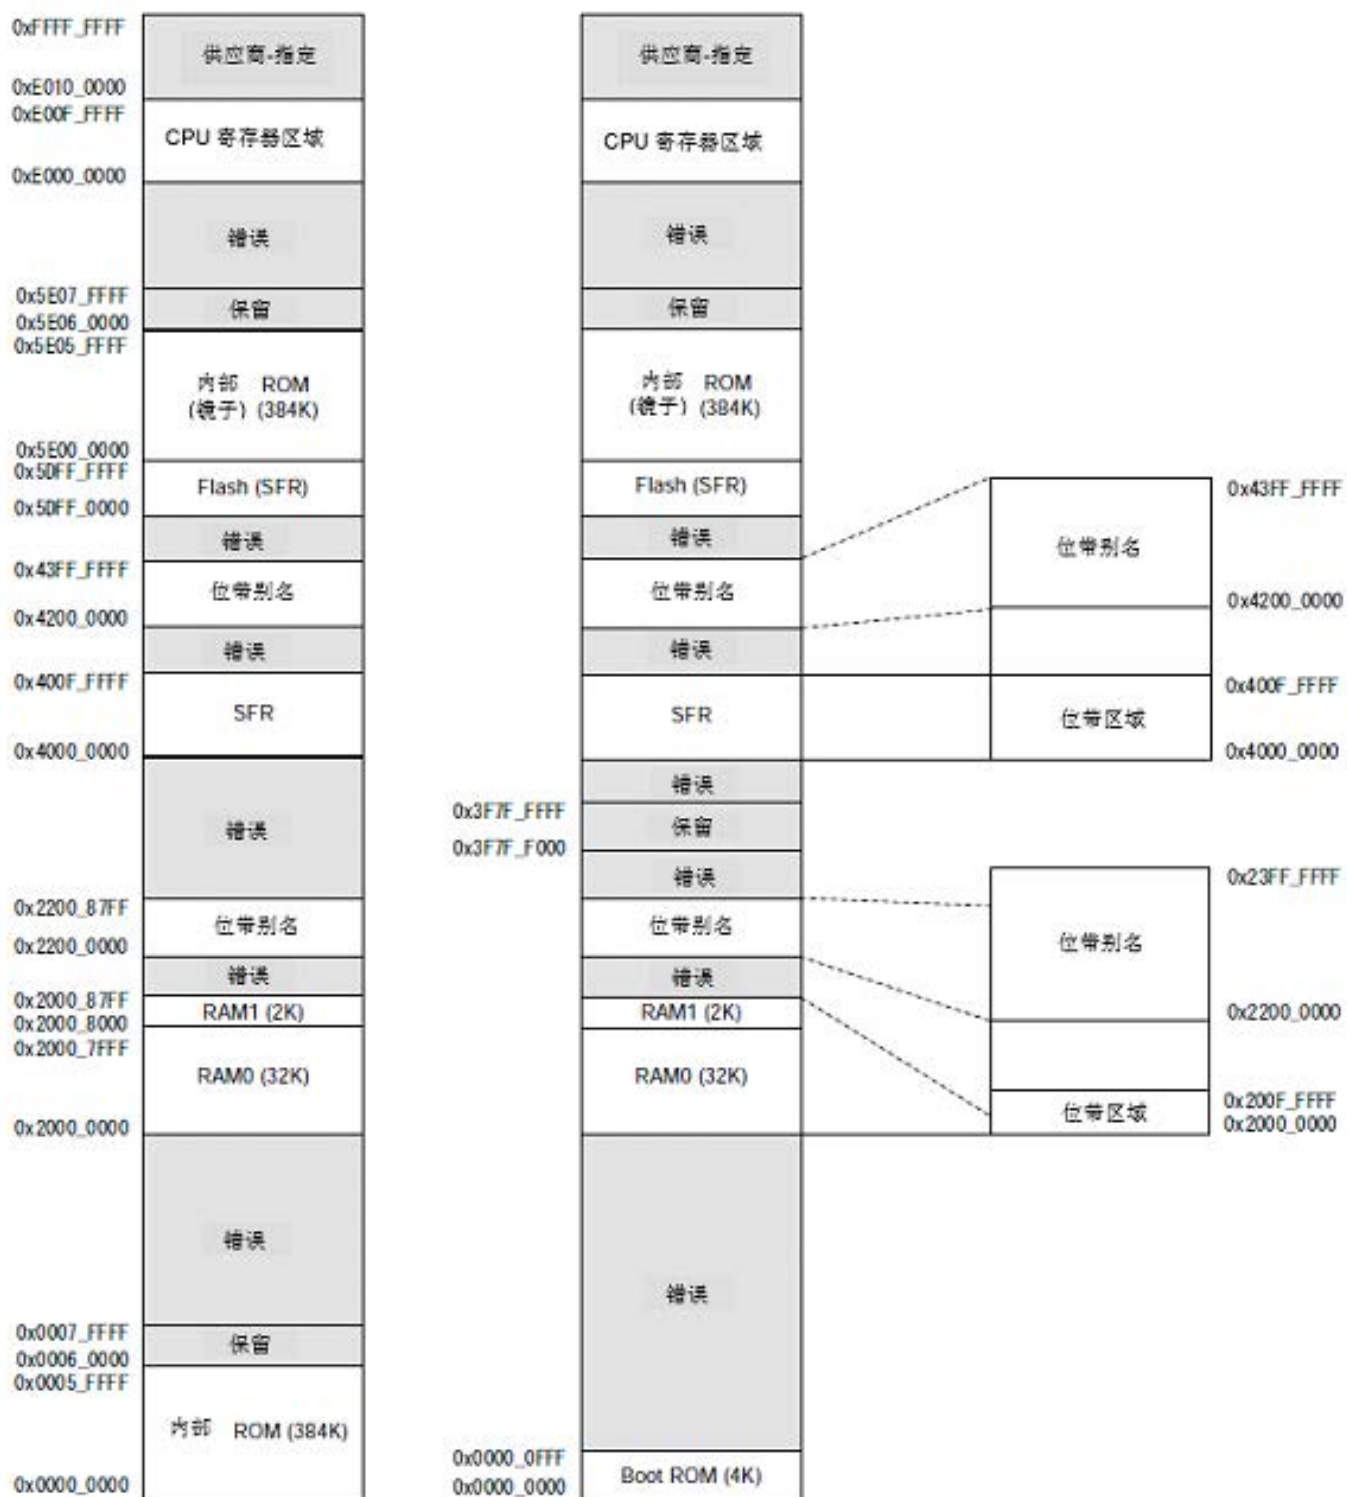 0xFFFF_FFFF
供应商-指定
0xE010_0000
0xE00F_FFFF
CPU 寄存器区域
0xE000_0000
错误
0x5E07_FFFF
保留
0x5E06_0000
0x5E05_FFFF
内部 ROM
(镜子) (384K)
0x5E00_0000
0x5DFF_FFFF
Flash (SFR)
0x5DFF_0000
错误
0x43FF_FFFF
位带别名
0x4200_0000
错误
0x400F_FFFF
SFR
0x4000_0000
错误
0x2200_87FF
位带别名
0x2200_0000
错误
0x2000_87FF
RAM1 (2K)
0x2000_8000
0x2000_7FFF
RAM0 (32K)
0x2000_0000
错误
0x0007_FFFF
保留
0x0006_0000
0x0005_FFFF
内部 ROM (384K)
0x0000_0000
供应商-指定
CPU 寄存器区域
错误
保留
内部 ROM
(镜子) (384K)
Flash (SFR)
错误
位带别名
错误
SFR
错误
0x3F7F_FFFF
保留
0x3F7F_F000
错误
位带别名
错误
RAM1 (2K)
RAM0 (32K)
错误
0x0000_0FFF
Boot ROM (4K)
0x0000_0000
0x43FF_FFFF
位带别名
0x4200_0000
0x400F_FFFF
位带区域
0x4000_0000
0x23FF_FFFF
位带别名
0x2200_0000
0x200F_FFFF
位带区域
0x2000_0000